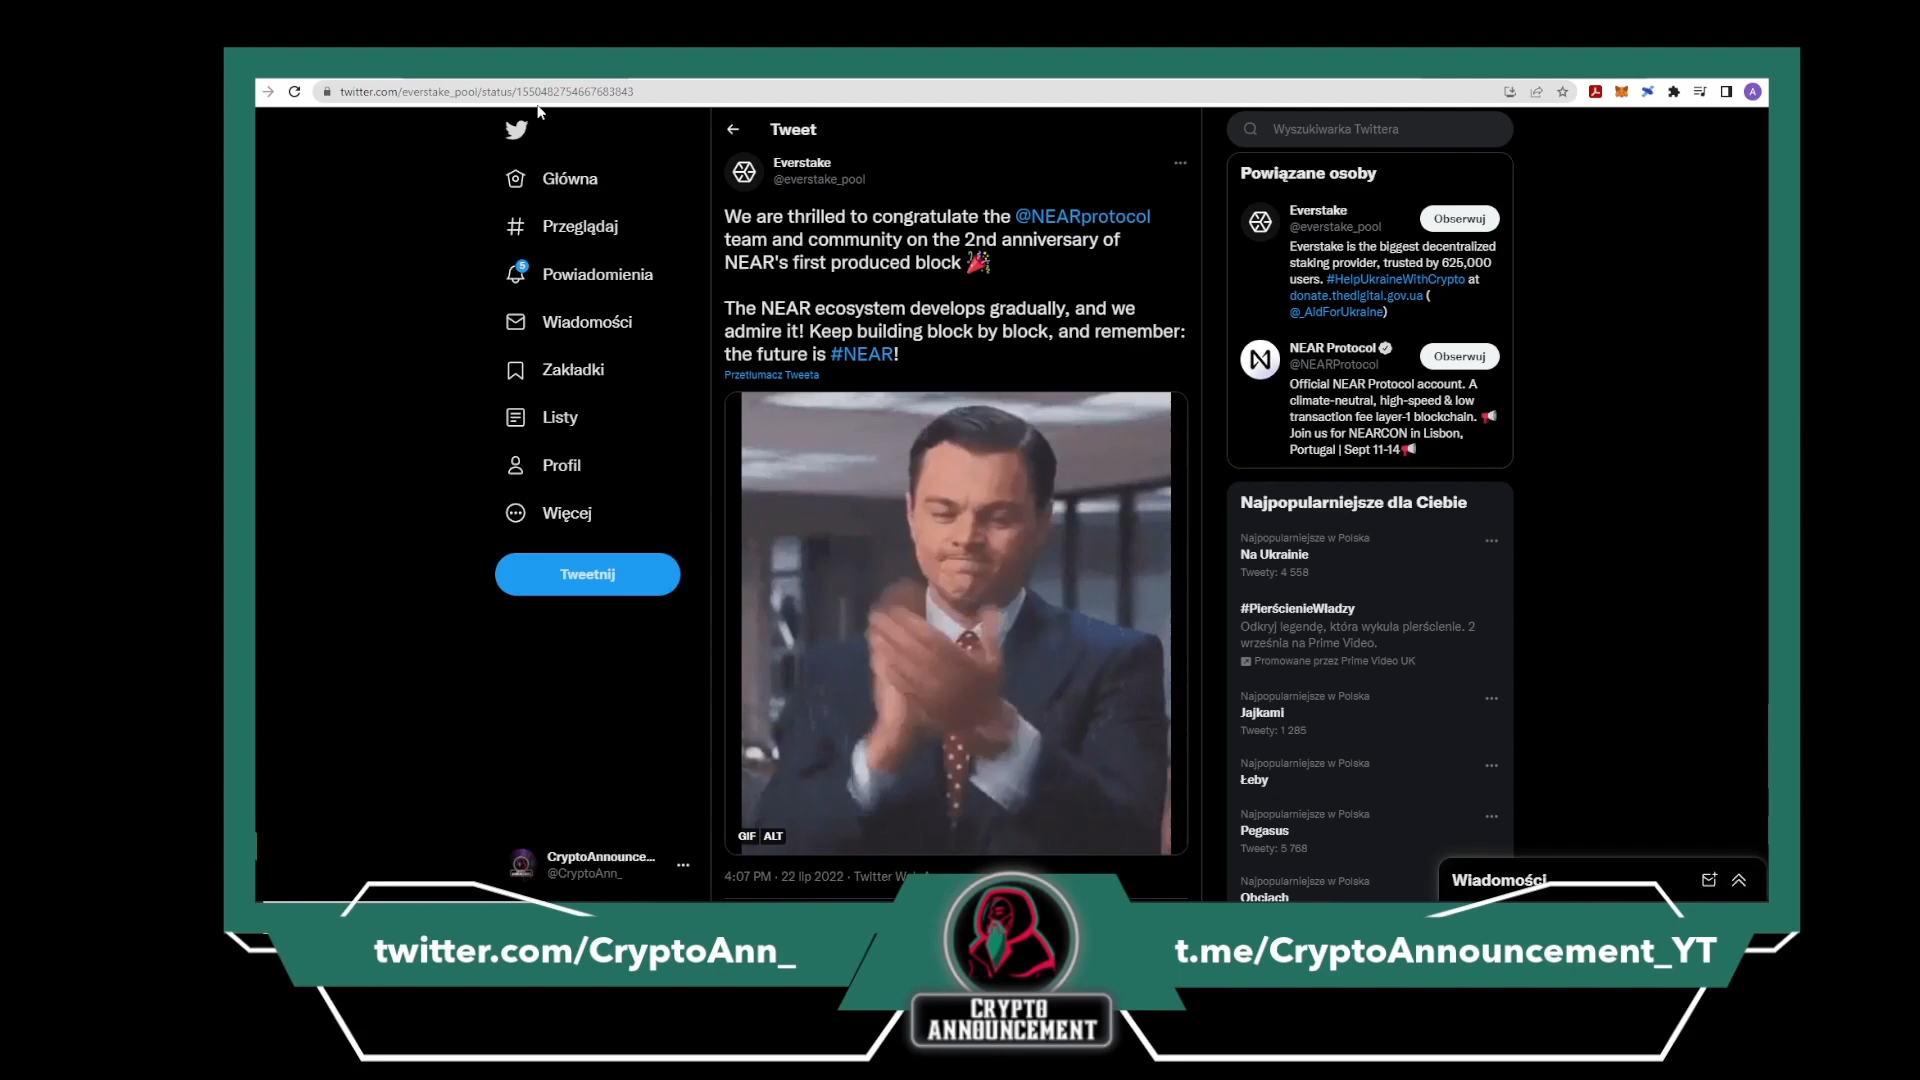 twitter.com/everstake_pool/status/1550482754667683843
A
Główna
Przeglądaj
5
Powiadomienia
Wiadomości
Zakładki
Listy
Profil
Więcej
Tweetnij
CryptoAnnounce...
@CryptoAnn_
Tweet
Everstake
@everstake_pool
We are thrilled to congratulate the @NEARprotocol
team and community on the 2nd anniversary of
NEAR's first produced block
The NEAR ecosystem develops gradually, and we
admire it! Keep building block by block, and remember:
the future is #NEAR!
Przetłumacz Tweeta
GIF ALT
4:07 PM · 22 lip 2022 · Twitter
Wyszukiwarka Twittera
Powiązane osoby
Everstake
@everstake_pool
Obserwuj
Everstake is the biggest decentralized
staking provider, trusted by 625,000
users. #HelpUkraineWithCrypto at
donate.thedigital.gov.ua (
@_AidForUkraine)
NEAR Protocol
@NEARProtocol
Obserwuj
Official NEAR Protocol account. A
climate-neutral, high-speed & low
transaction fee layer-1 blockchain.
Join us for NEARCON in Lisbon,
Portugal | Sept 11-14
Najpopularniejsze dla Ciebie
Najpopularniejsze w Polska
Na Ukrainie
Tweety: 4 558
#PierścienieWładzy
Odkryj legendę, która wykuła pierścienie. 2
września na Prime Video.
Promowane przez Prime Video UK
Najpopularniejsze w Polska
Jajkami
Tweety: 1 285
Najpopularniejsze w Polska
Łeby
Najpopularniejsze w Polska
Pegasus
Tweety: 5 768
Najpopularniejsze w Polska
Obciach
Wiadomości
twitter.com/CryptoAnn_
t.me/CryptoAnnouncement_YT
CRYPTO
ANNOUNCEMENT